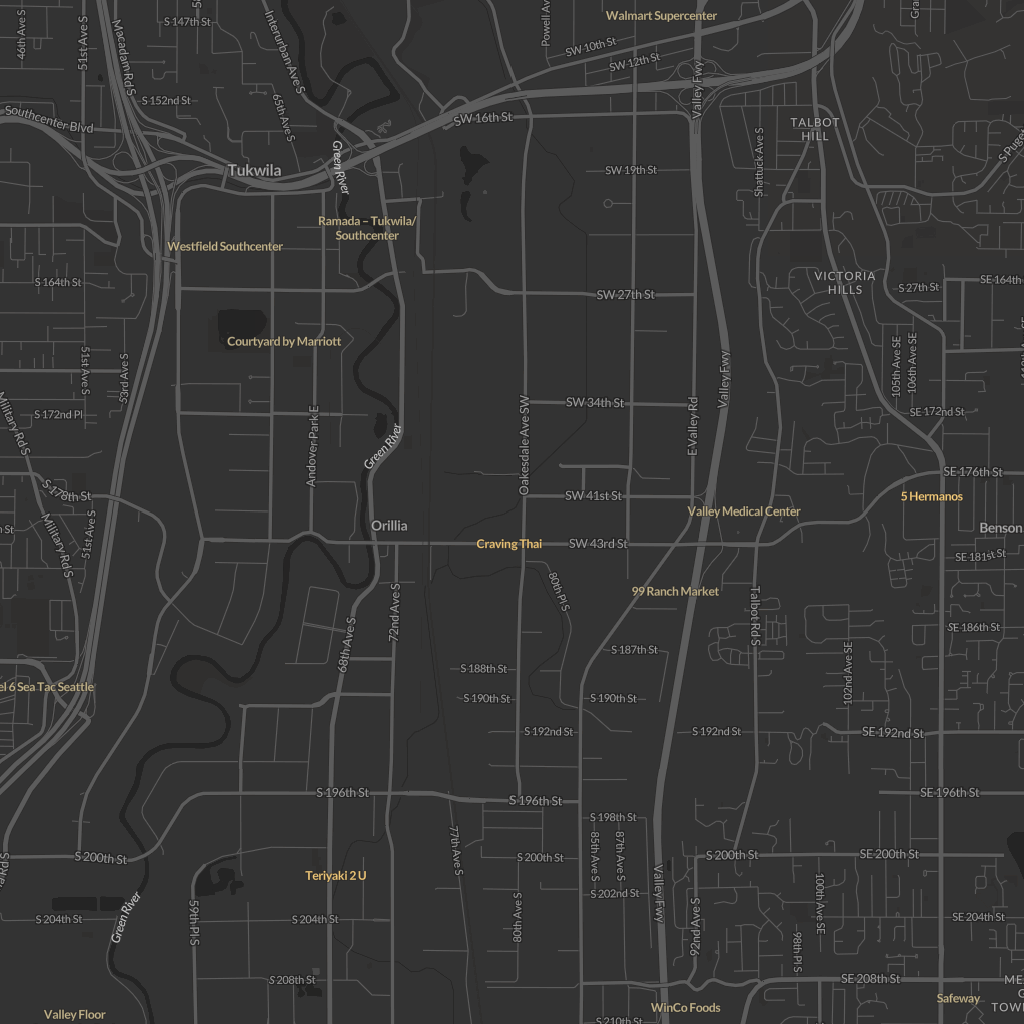 Walmart Supercenter
46th Ave S
S 147th St
51st Ave S
Macadam Rd S
Interurban Ave S
Powell Av
SW 10th St
SW 12th St
Valley Fwy
S 152nd St
65th Ave S
Southcenter Blvd
SW 16th St
TALBOT
HILL
Shattuck Ave S
S Puget
Tukwila
Green River
SW 19th St
Ramada – Tukwila/
Southcenter
Westfield Southcenter
S 164th St
SW 27th St
VICTORIA
HILLS
S 27th St
SE 164th
Courtyard by Marriott
51st Ave S
53rd Ave S
Valley Fwy
105th Ave SE
106th Ave SE
S 172nd Pl
Military Rd S
Andover Park E
Green River
Oakesdale Ave SW
SW 34th St
E Valley Rd
SE 172nd St
S 178th St
SE 176th St
SW 41st St
5 Hermanos
Valley Medical Center
Orillia
Benson
Military Rd S
51st Ave S
Craving Thai
SW 43rd St
SE 181st St
80th Pl S
99 Ranch Market
72nd Ave S
68th Ave S
Talbot Rd S
SE 186th St
S 187th St
102nd Ave SE
S 188th St
el 6 Sea Tac Seattle
S 190th St
S 190th St
S 192nd St
S 192nd St
SE 192nd St
S 196th St
S 196th St
SE 196th St
S 198th St
77th Ave S
85th Ave S
87th Ave S
S 200th St
S 200th St
S 200th St
SE 200th St
Teriyaki 2 U
S 202nd St
Valley Fwy
100th Ave SE
59th Pl S
80th Ave S
92nd Ave S
Green River
S 204th St
S 204th St
SE 204th St
98th Pl S
S 208th St
SE 208th St
Safeway
WinCo Foods
Valley Floor
S 210th St